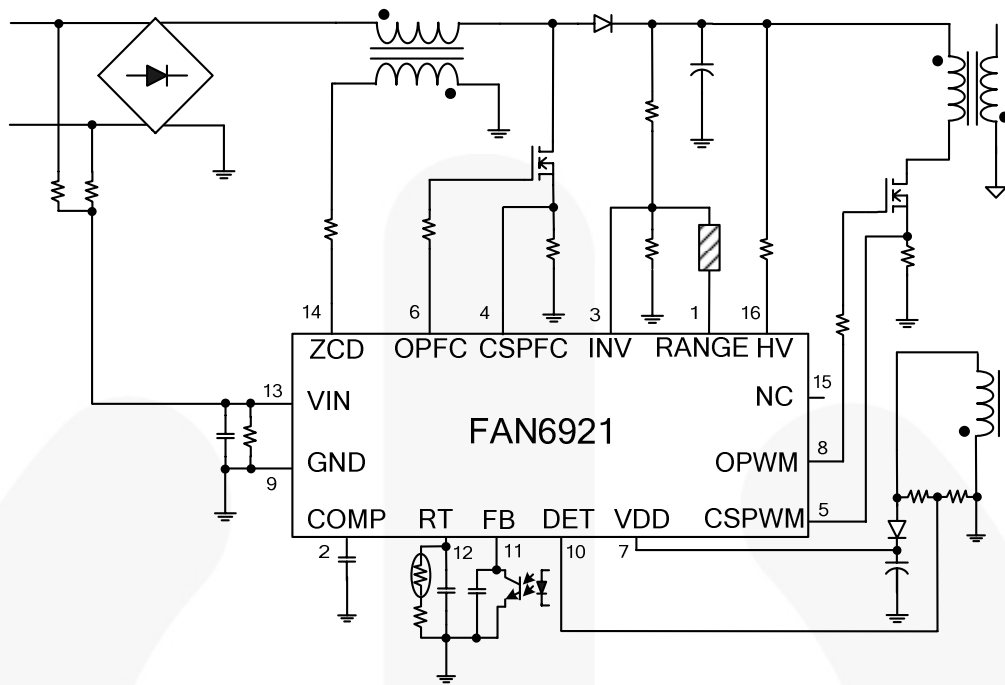 14 6 4 3 1 16
ZCD OPFC CSPFC INV RANGE HV
15
NC
13
VIN
FAN6921
GND
9
OPWM
8
5
COMP RT FB DET VDD CSPWM
2 12 11 10 7